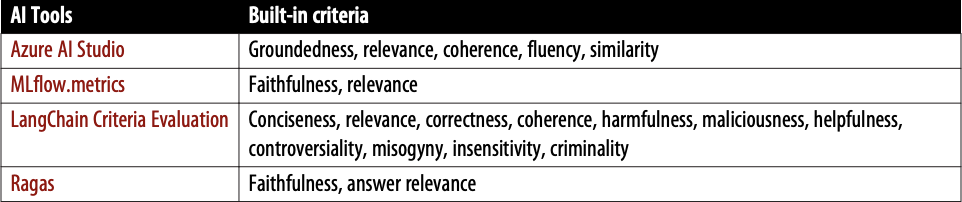 AI Tools Built-in criteria
Azure AI Studio Groundedness, relevance, coherence, fluency, similarity
MLflow.metrics Faithfulness, relevance
LangChain Criteria Evaluation Conciseness, relevance, correctness, coherence, harmfulness, maliciousness, helpfulness,
controversiality, misogyny, insensitivity, criminality
Ragas Faithfulness, answer relevance